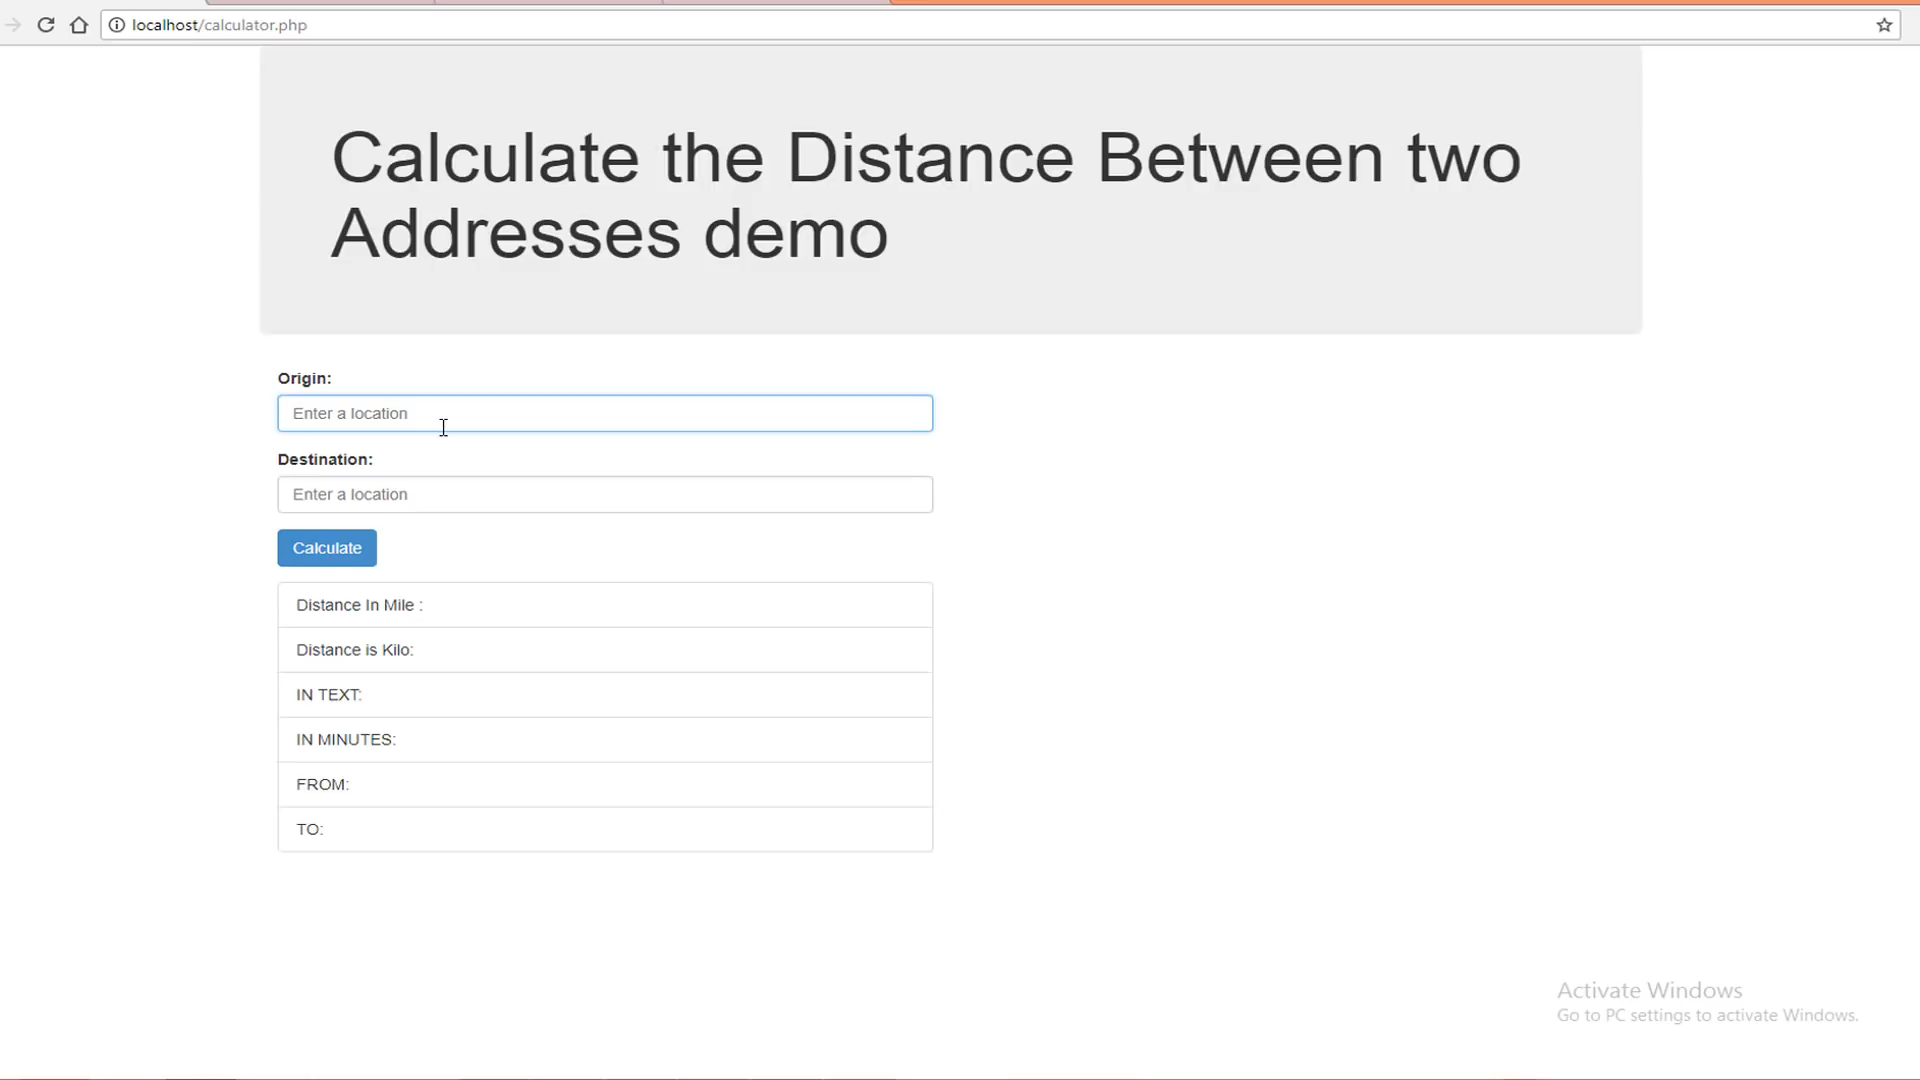 localhost/calculator.php
Calculate the Distance Between two
Addresses demo
Origin:
Enter a location
Destination:
Enter a location
Calculate
Distance In Mile :
Distance is Kilo:
IN TEXT:
IN MINUTES:
FROM:
TO:
Activate Windows
Go to PC settings to activate Windows.